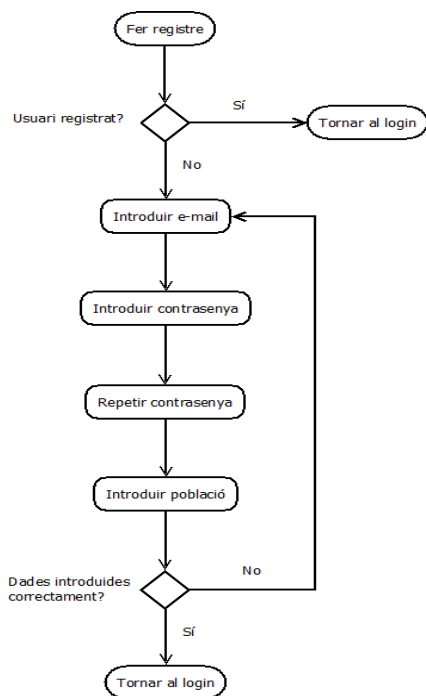 Fer registre
Usuari registrat?
Sí
Tornar al login
No
Introduir e-mail
Introduir contrasenya
Repetir contrasenya
Introduir població
Dades introduides
correctament?
No
Sí
Tornar al login